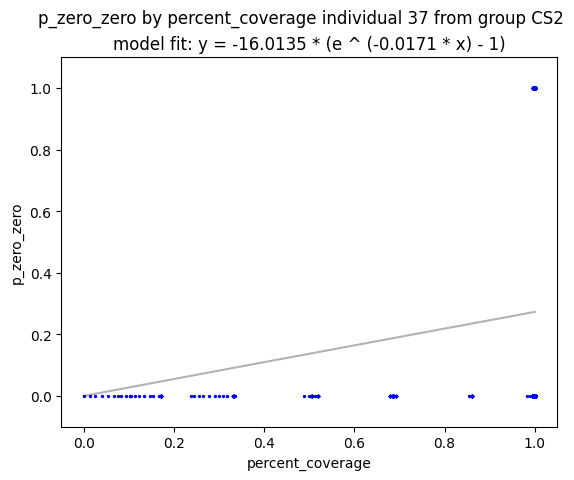 p_zero_zero by percent_coverage individual 37 from group CS2
model fit: y = -16.0135 * (e ^ (-0.0171 * x) - 1)
1.0
0.8
0.6
0.4
0.2
0.0
p_zero_zero
0.0 0.2 0.4 0.6 0.8 1.0
percent_coverage